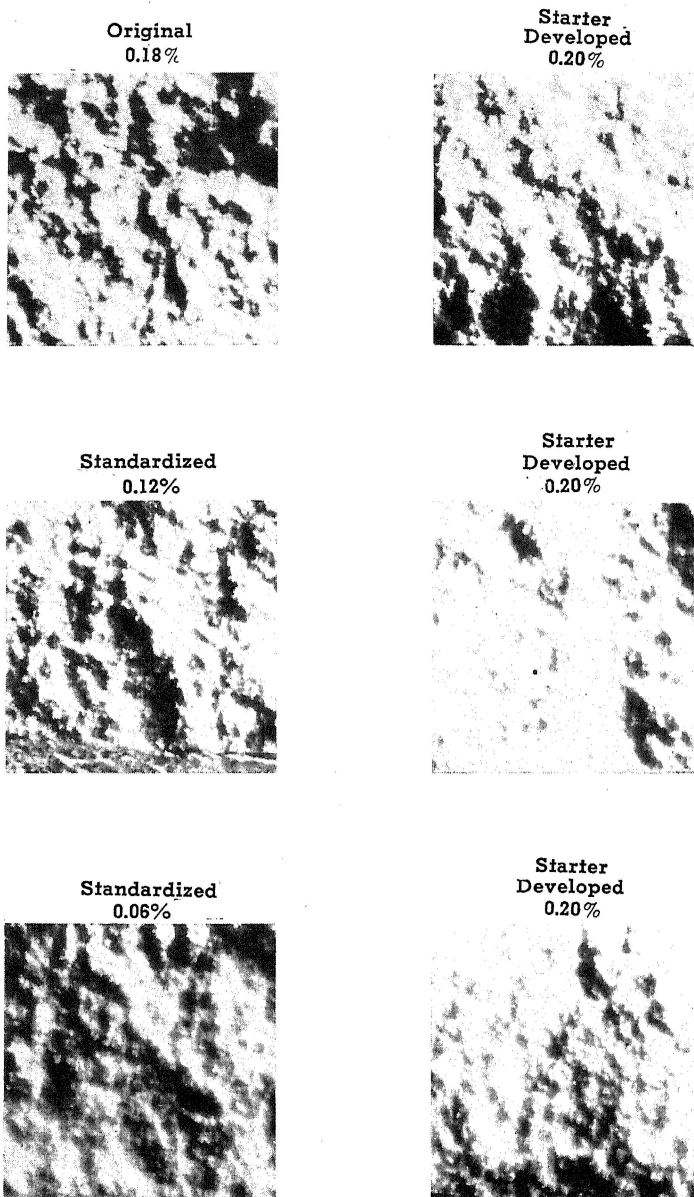 Original
0.18%
Starter
Developed
0.20%
Standardized
0.12%
Starter
Developed
0.20%
Standardized
0.06%
Starter
Developed
0.20%